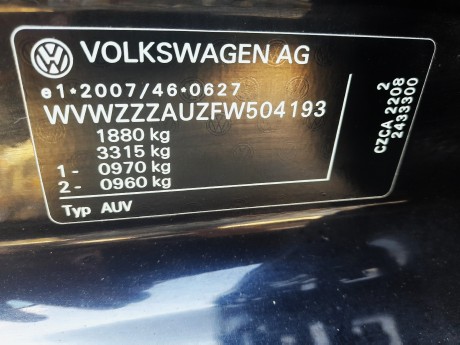 VOLKSWAGEN AG
e1*2007/46*0627
WVWZZZAUZFW504193
1880 kg
3315 kg
1- 0970 kg
2- 0960 kg
Typ AUV
2
CZCA 2208
2433300